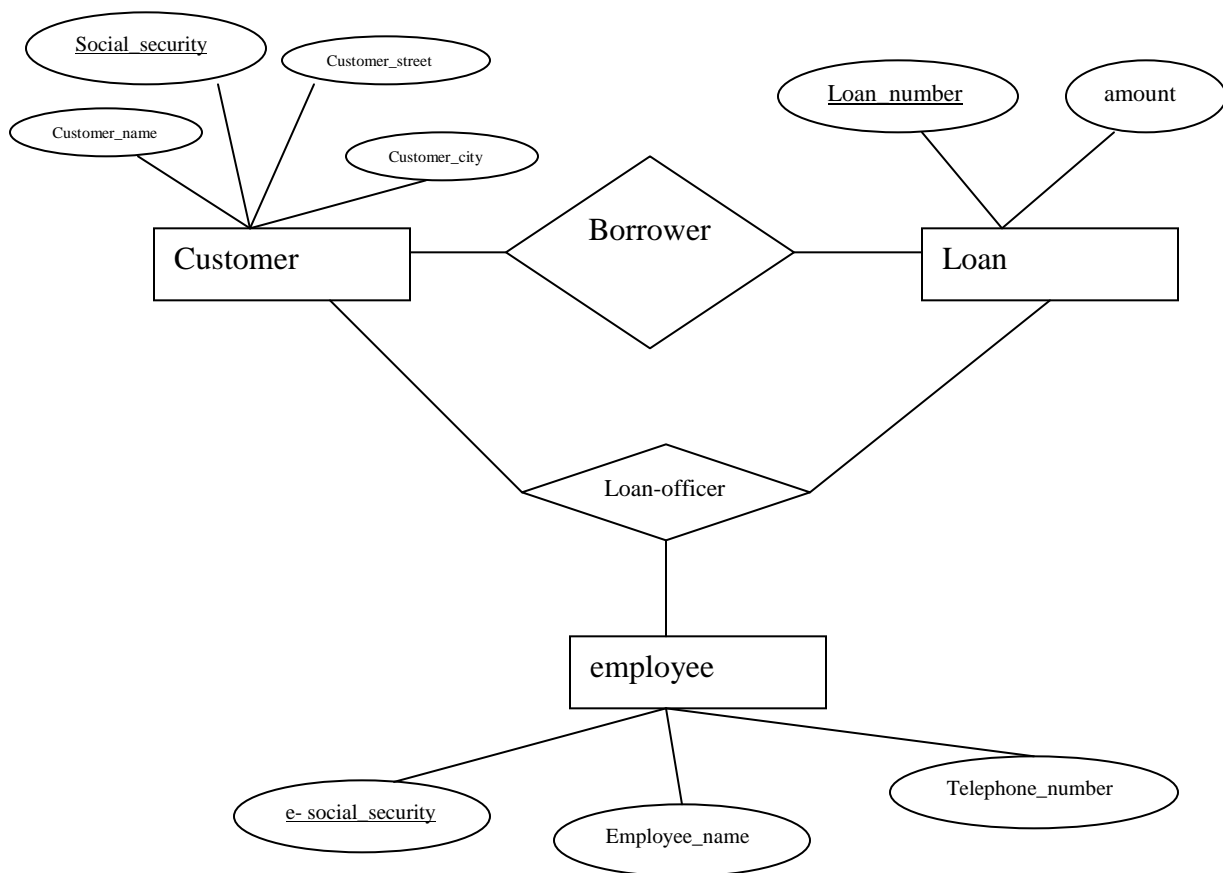 Social_security
Customer_street
Loan_number
amount
Customer_name
Customer_city
Borrower
Customer
Loan
Loan-officer
employee
e- social_security
Employee_name
Telephone_number